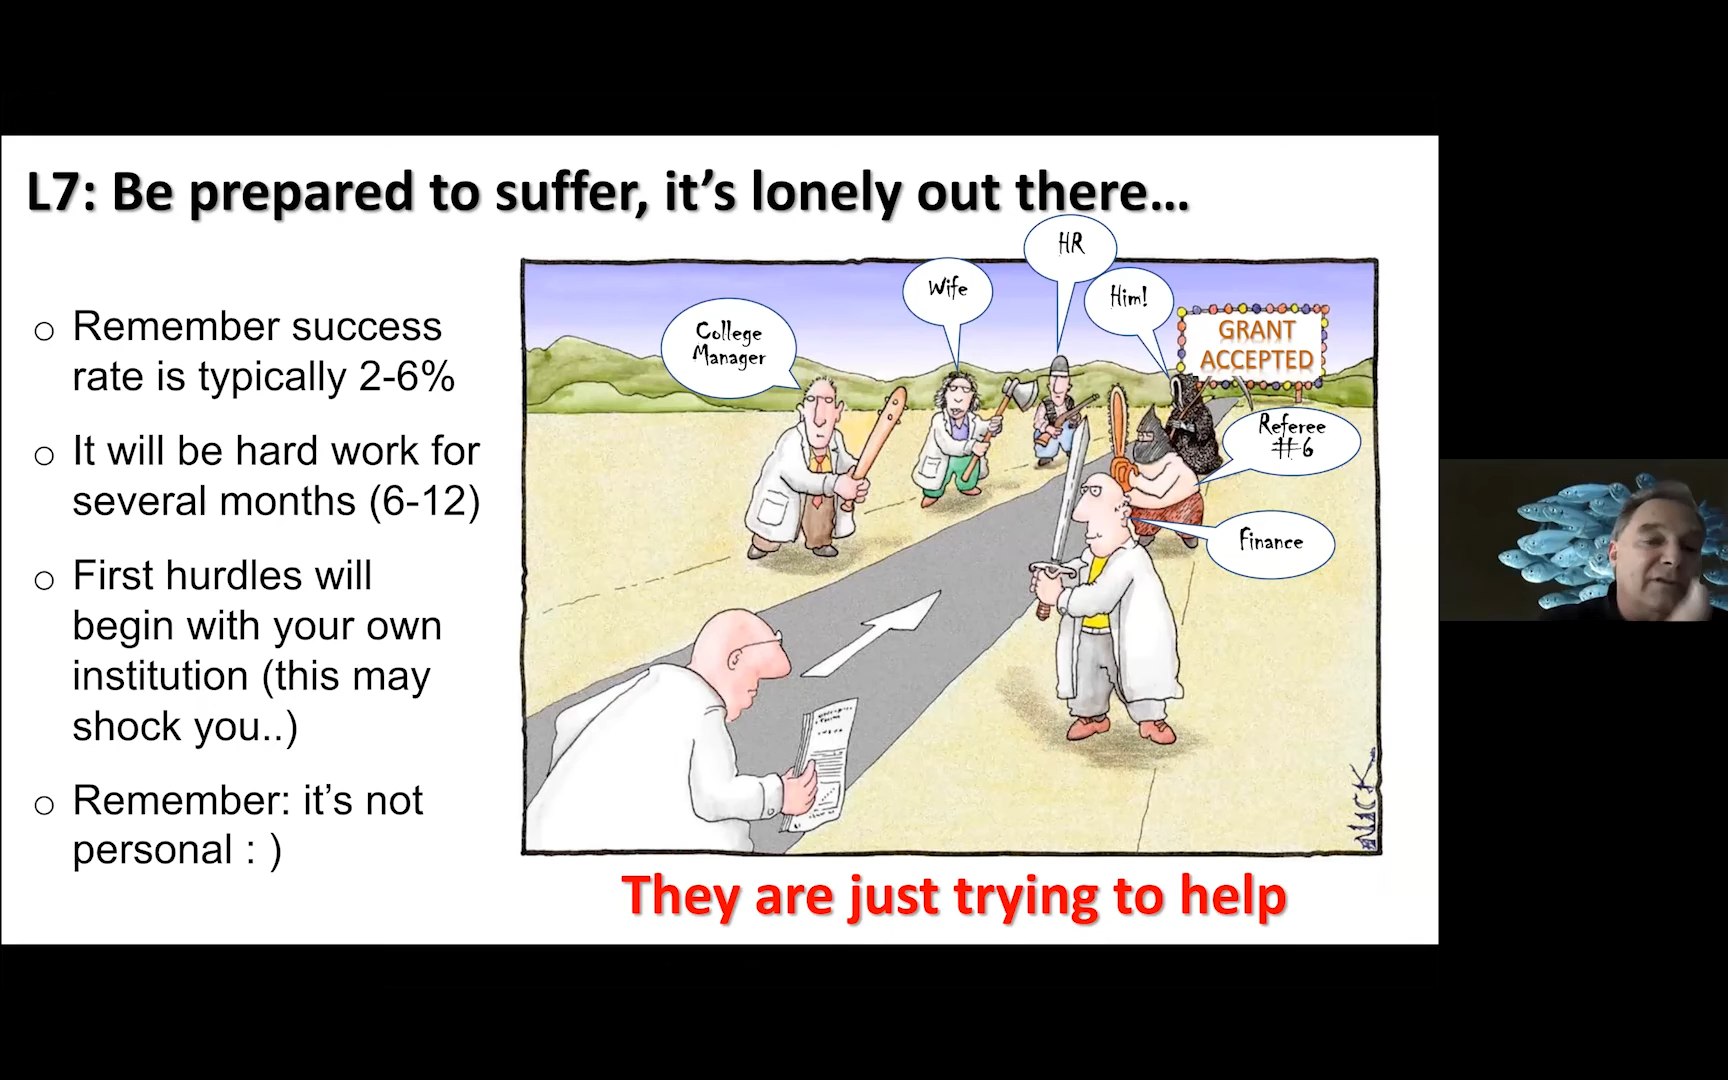 L7: Be prepared to suffer, it’s lonely out there…
o Remember success
rate is typically 2-6%
o It will be hard work for
several months (6-12)
o First hurdles will
begin with your own
institution (this may
shock you..)
o Remember: it’s not
personal : )
College
Manager
Wife
HR
Him!
GRANT
ACCEPTED
Referee
#6
Finance
NICK
They are just trying to help